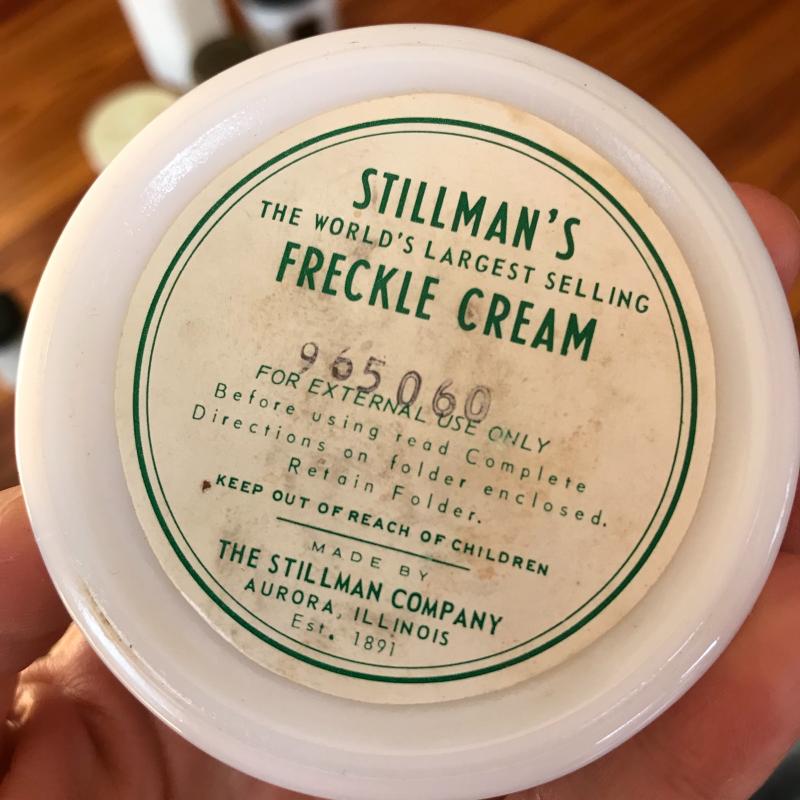 STILLMAN'S
THE WORLD'S LARGEST SELLING
FRECKLE CREAM
965060
FOR EXTERNAL USE ONLY
Before using read Complete
Directions on folder enclosed.
Retain Folder.
KEEP OUT OF REACH OF CHILDREN
MADE BY
THE STILLMAN COMPANY
AURORA, ILLINOIS
Est. 1891